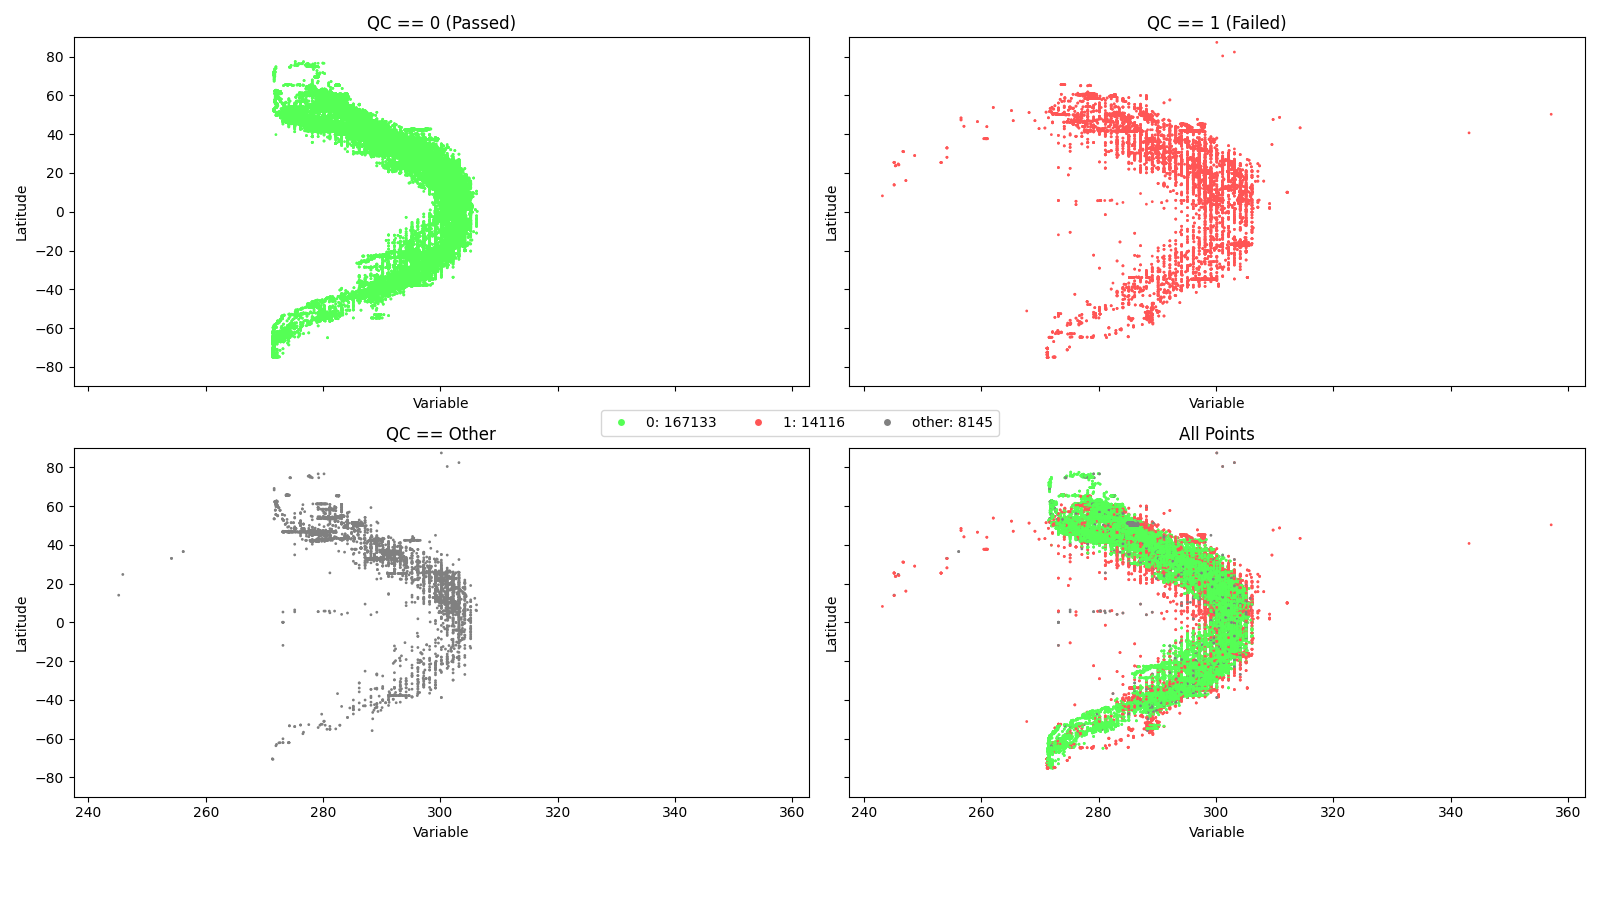 QC == 0 (Passed)
QC == 1 (Failed)
80
60
40
20
0
−20
−40
−60
−80
Latitude
Latitude
Variable
Variable
0: 167133 1: 14116 other: 8145
QC == Other
All Points
80
60
40
20
0
−20
−40
−60
−80
Latitude
Latitude
240 260 280 300 320 340 360
240 260 280 300 320 340 360
Variable
Variable